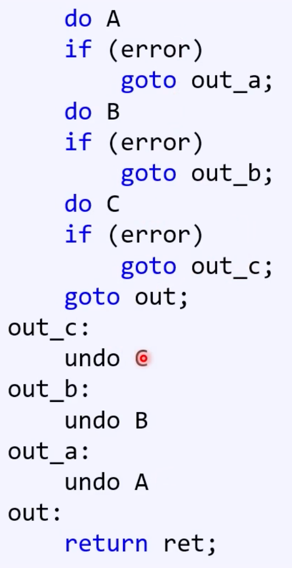 do A
if (error)
goto out_a;
do B
if (error)
goto out_b;
do C
if (error)
goto out_c;
goto out;
out_c:
undo C
out_b:
undo B
out_a:
undo A
out:
return ret;